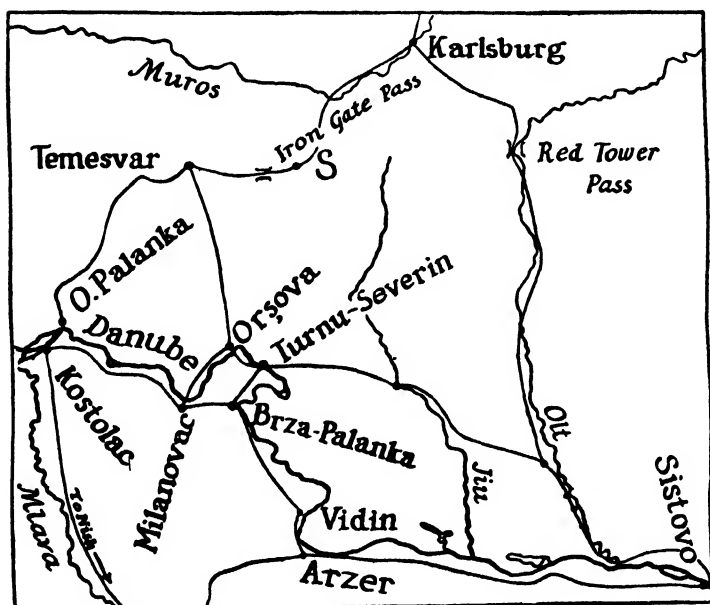 Karlsburg
Muros
Iron Gate Pass
Temesvar
S
Red Tower
Pass
O. Palanka
Danube
Orşova
Turnu-Severin
Kostolac
Milanovac
Brza-Palanka
Olt
Jiu
Sistovo
Mlava
To Nish
Vidin
Arzer